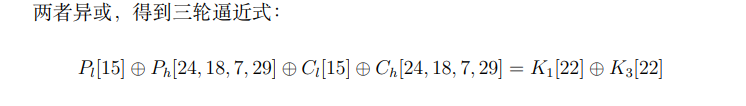 两者异或，得到三轮逼近式：
P_l[15] ⊕ P_h[24, 18, 7, 29] ⊕ C_l[15] ⊕ C_h[24, 18, 7, 29] = K_1[22] ⊕ K_3[22]